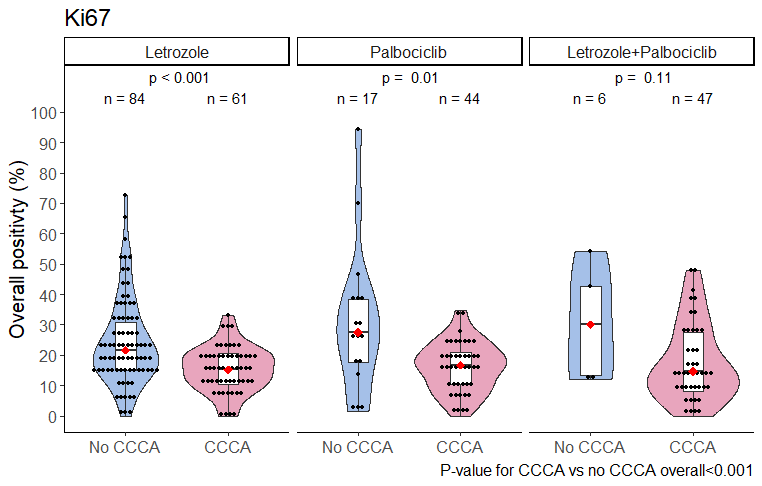 Ki67
Letrozole Palbociclib Letrozole+Palbociclib
p < 0.001 p = 0.01 p = 0.11
n = 84 n = 61 n = 17 n = 44 n = 6 n = 47
Overall positivty (%)
100
90
80
70
60
50
40
30
20
10
0
No CCCA CCCA No CCCA CCCA No CCCA CCCA
P-value for CCCA vs no CCCA overall<0.001